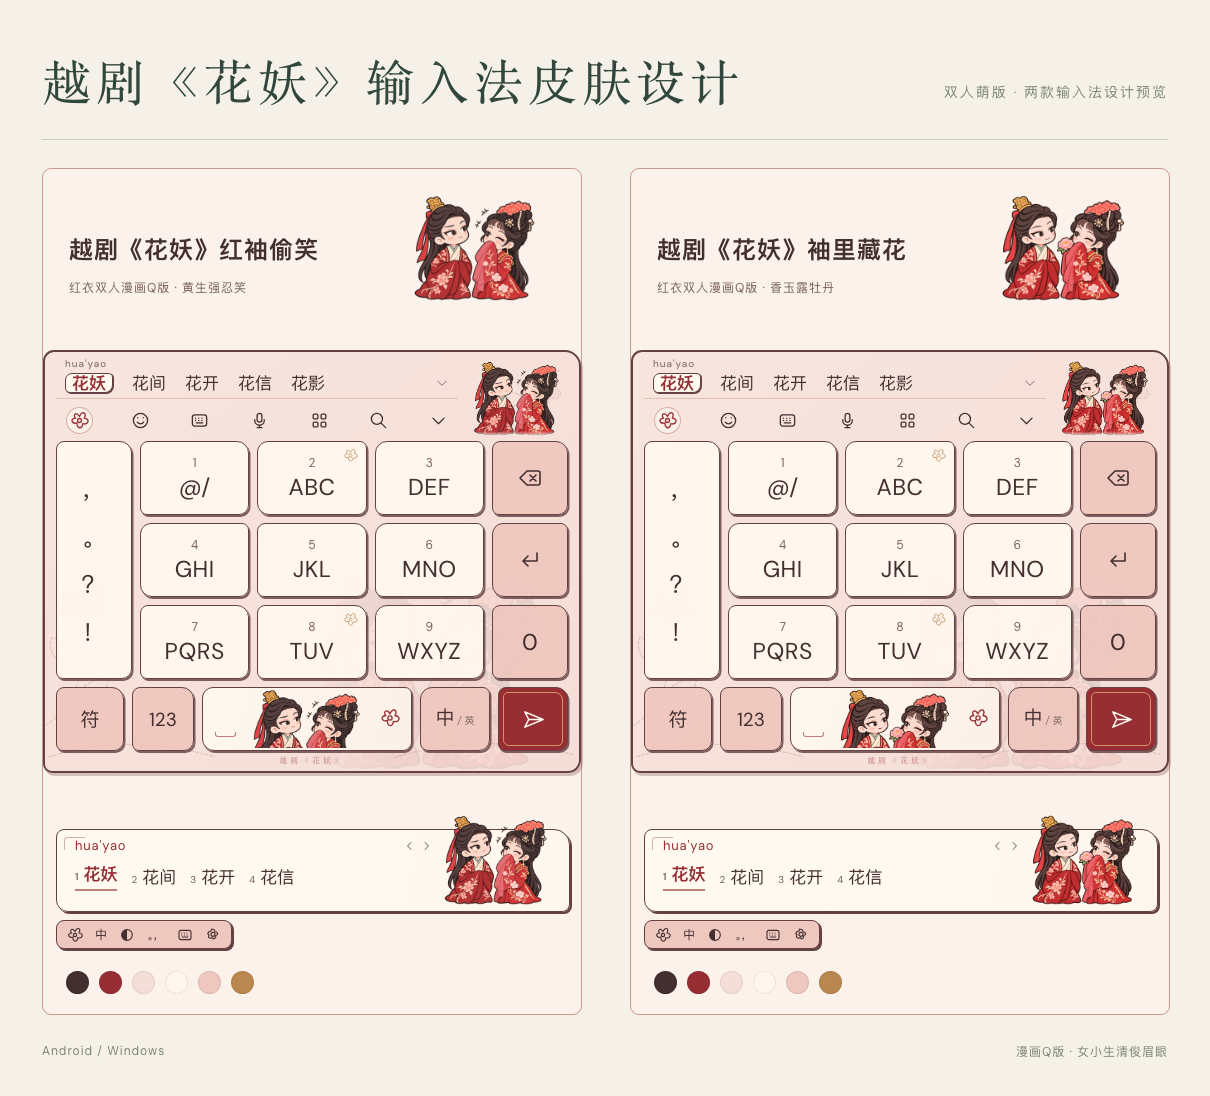 越剧《花妖》输入法皮肤设计
双人萌版 · 两款输入法设计预览
越剧《花妖》红袖偷笑
红衣双人漫画Q版 · 黄生强忍笑
hua'yao
花妖 花间 花开 花信 花影
, 。 ? !
1 @/
2 ABC
3 DEF
4 GHI
5 JKL
6 MNO
7 PQRS
8 TUV
9 WXYZ
0
符 123 中 / 英
越剧《花妖》
hua'yao
1 花妖 2 花间 3 花开 4 花信
中 。,
越剧《花妖》袖里藏花
红衣双人漫画Q版 · 香玉露牡丹
hua'yao
花妖 花间 花开 花信 花影
, 。 ? !
1 @/
2 ABC
3 DEF
4 GHI
5 JKL
6 MNO
7 PQRS
8 TUV
9 WXYZ
0
符 123 中 / 英
越剧《花妖》
hua'yao
1 花妖 2 花间 3 花开 4 花信
中 。,
Android / Windows
漫画Q版 · 女小生清俊眉眼